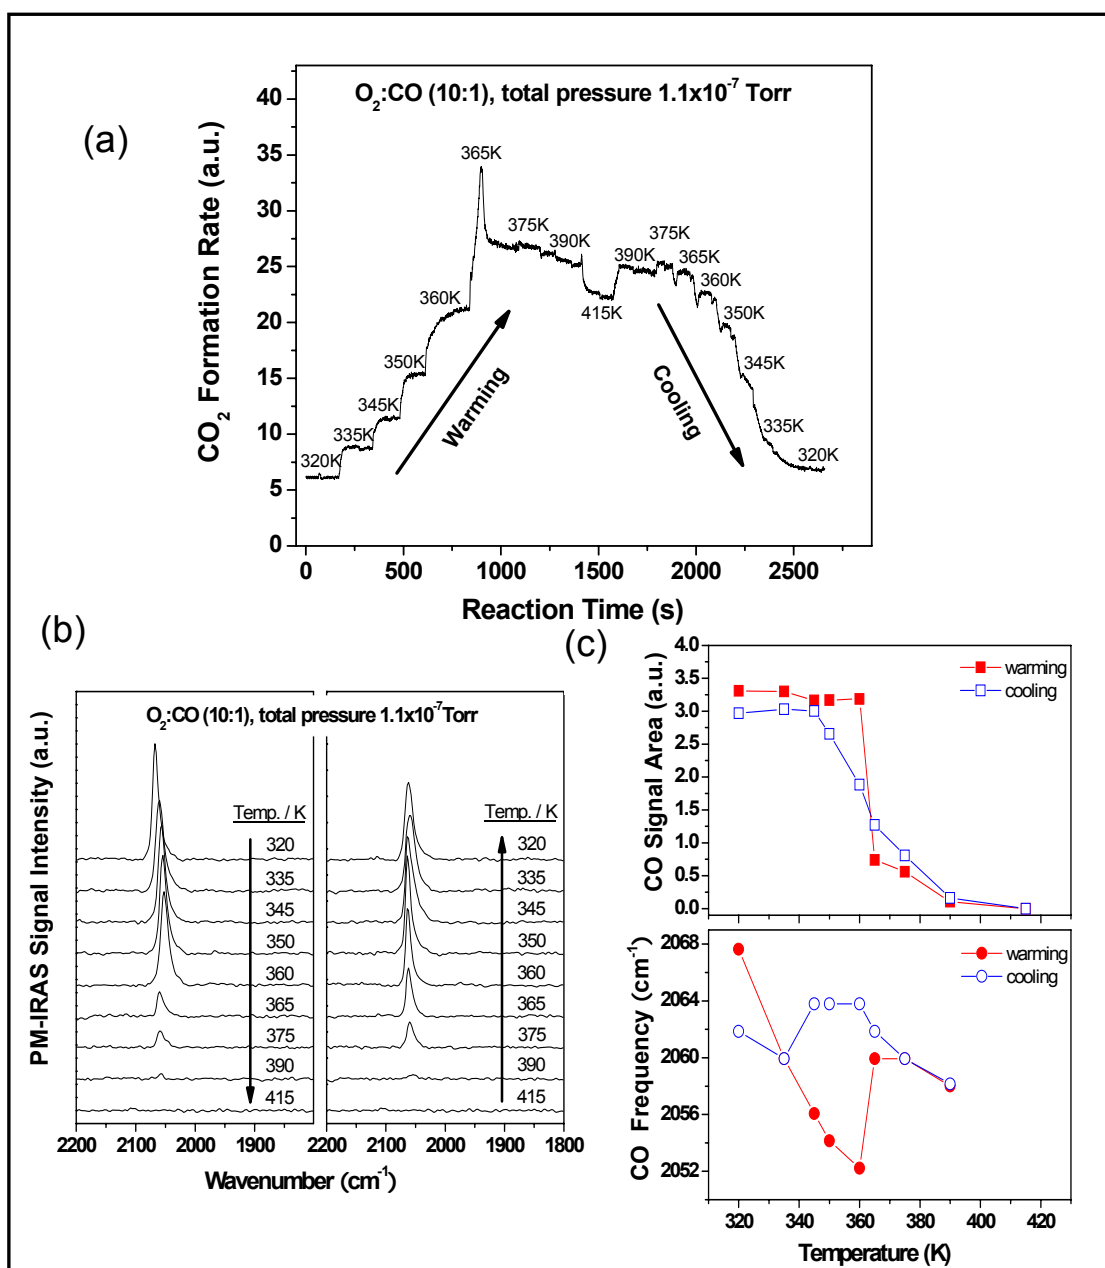 (a)
O2:CO (10:1), total pressure 1.1x10-7 Torr
CO2 Formation Rate (a.u.)
40
35
30
25
20
15
10
5
0
320K
335K
345K
350K
360K
365K
375K
390K
415K
390K
375K
365K
360K
350K
345K
335K
320K
Warming
Cooling
0 500 1000 1500 2000 2500
Reaction Time (s)
(b)
O2:CO (10:1), total pressure 1.1x10-7Torr
PM-IRAS Signal Intensity (a.u.)
Temp. / K
320
335
345
350
360
365
375
390
415
Temp. / K
320
335
345
350
360
365
375
390
415
2200 2100 2000 1900 2200 2100 2000 1900 1800
Wavenumber (cm-1)
(c)
CO Signal Area (a.u.)
4.0
3.5
3.0
2.5
2.0
1.5
1.0
0.5
0.0
warming
cooling
CO Frequency (cm-1)
2068
2064
2060
2056
2052
warming
cooling
320 340 360 380 400 420
Temperature (K)